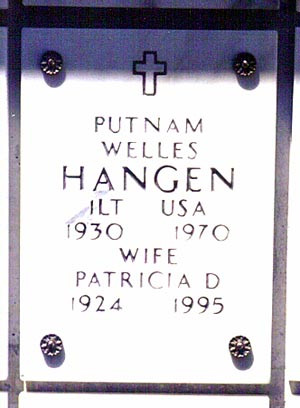 PUTNAM
WELLES
HANGEN
1LT USA
1930 1970
WIFE
PATRICIA D
1924 1995